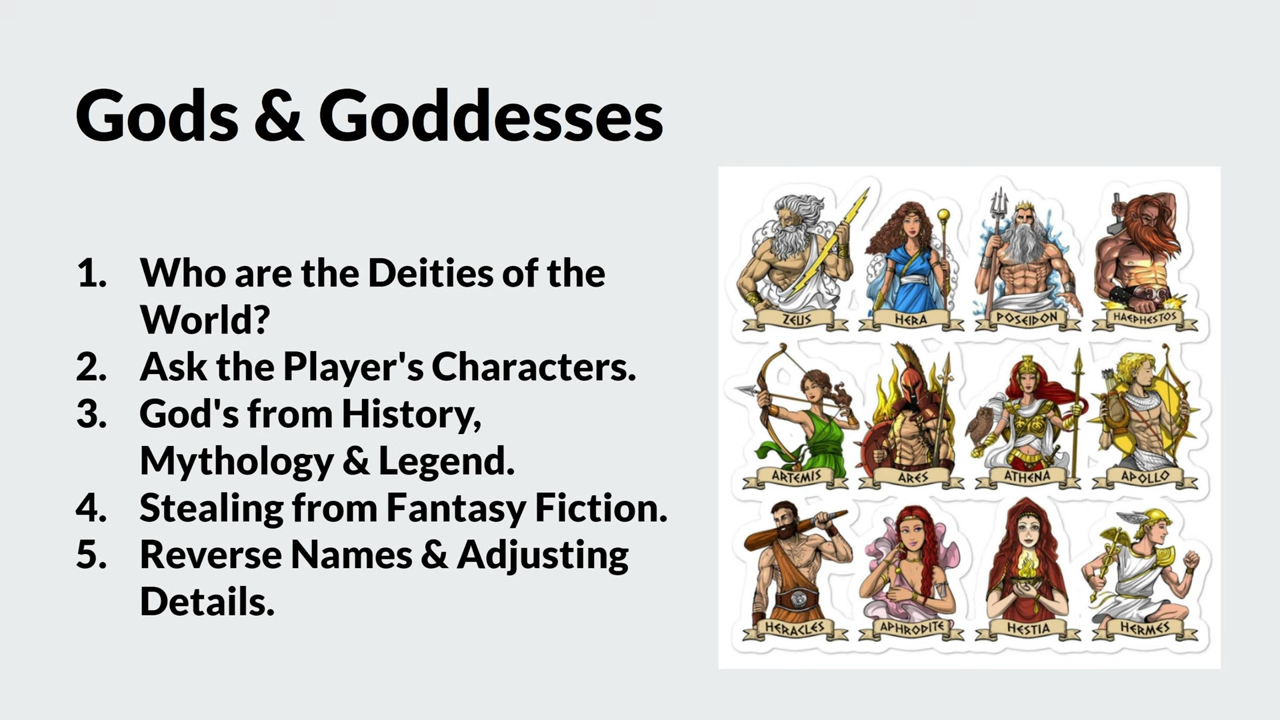 Gods & Goddesses
1. Who are the Deities of the
World?
2. Ask the Player's Characters.
3. God's from History,
Mythology & Legend.
4. Stealing from Fantasy Fiction.
5. Reverse Names & Adjusting
Details.
ZEUS
HERA
POSEIDON
HAEPHESTOS
ARTEMIS
ARES
ATHENA
APOLLO
HERACLES
APHRODITE
HESTIA
HERMES